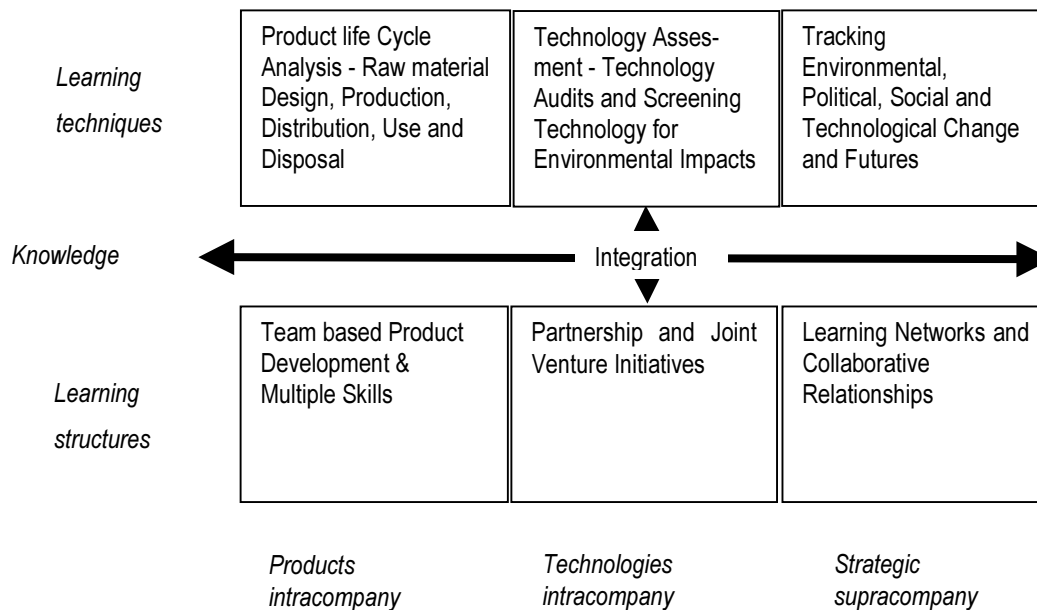 Learning
techniques
Product life Cycle
Analysis - Raw material
Design, Production,
Distribution, Use and
Disposal
Technology Asses-
ment - Technology
Audits and Screening
Technology for
Environmental Impacts
Tracking
Environmental,
Political, Social and
Technological Change
and Futures
Knowledge
Integration
Learning
structures
Team based Product
Development &
Multiple Skills
Partnership and Joint
Venture Initiatives
Learning Networks and
Collaborative
Relationships
Products
intracompany
Technologies
intracompany
Strategic
supracompany